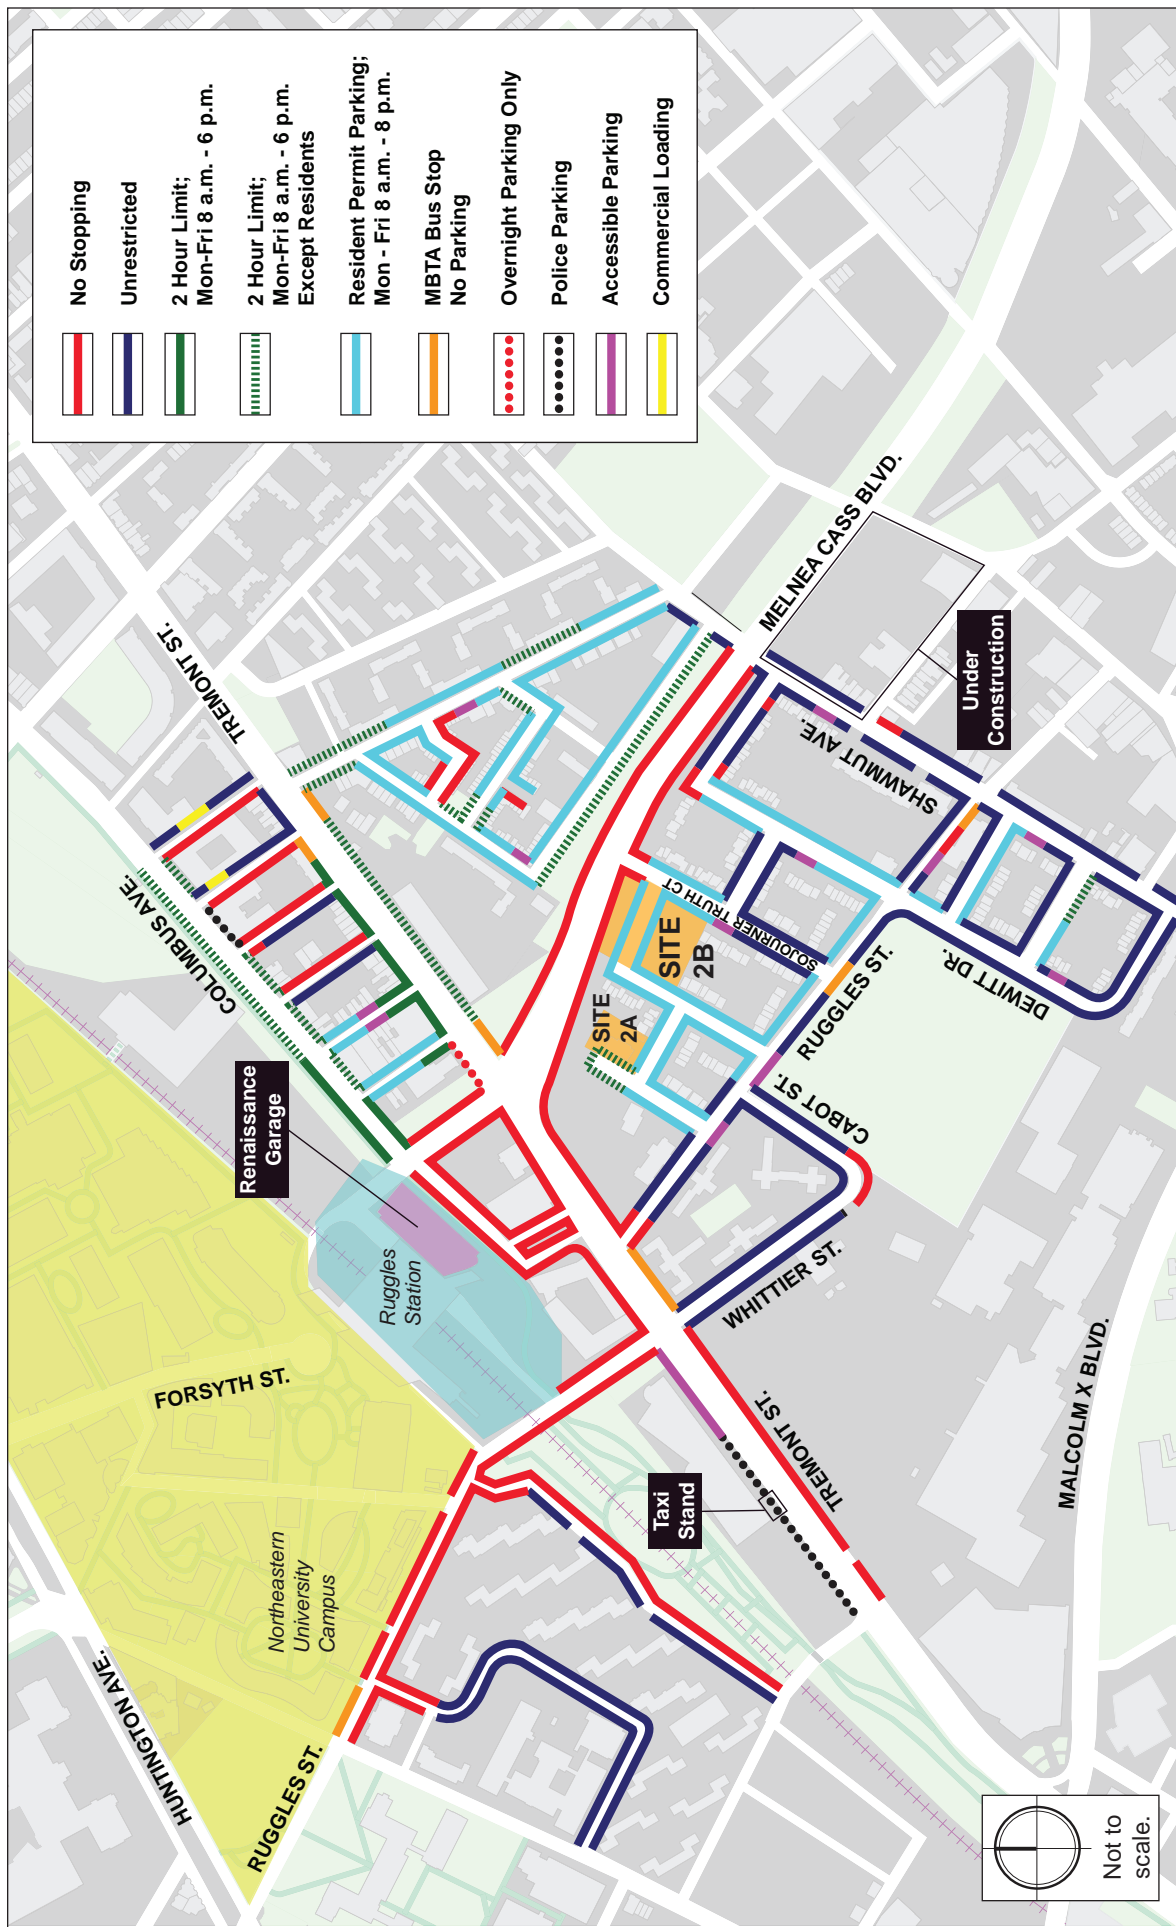 No Stopping
Unrestricted
2 Hour Limit;
Mon-Fri 8 a.m. - 6 p.m.
2 Hour Limit;
Mon-Fri 8 a.m. - 6 p.m.
Except Residents
Resident Permit Parking;
Mon - Fri 8 a.m. - 8 p.m.
MBTA Bus Stop
No Parking
Overnight Parking Only
Police Parking
Accessible Parking
Commercial Loading
HUNTINGTON AVE.
RUGGLES ST.
Northeastern
University
Campus
FORSYTH ST.
Ruggles
Station
Renaissance
Garage
COLUMBUS AVE.
TREMONT ST.
Taxi
Stand
TREMONT ST.
WHITTIER ST.
CABOT ST.
RUGGLES ST.
SITE
2A
SITE
2B
SOJOURNER TRUTH CT
DEWITT DR.
SHAWMUT AVE.
MELNEA CASS BLVD.
Under
Construction
MALCOLM X BLVD.
Not to
scale.